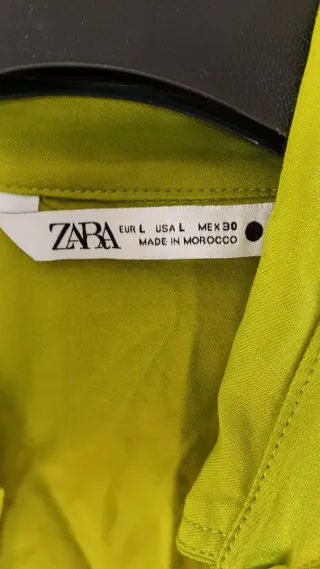 ZARA EUR L USA L MEX 30
MADE IN MOROCCO